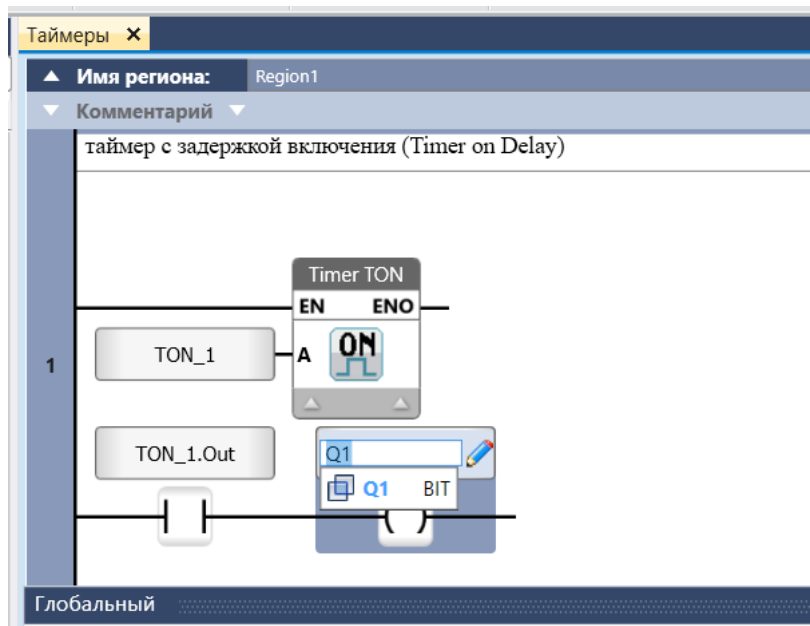 Таймеры
Имя региона: Region1
Комментарий
таймер с задержкой включения (Timer on Delay)
Timer TON
EN ENO
TON_1 A ON
1
TON_1.Out Q1
Q1 BIT
Глобальный